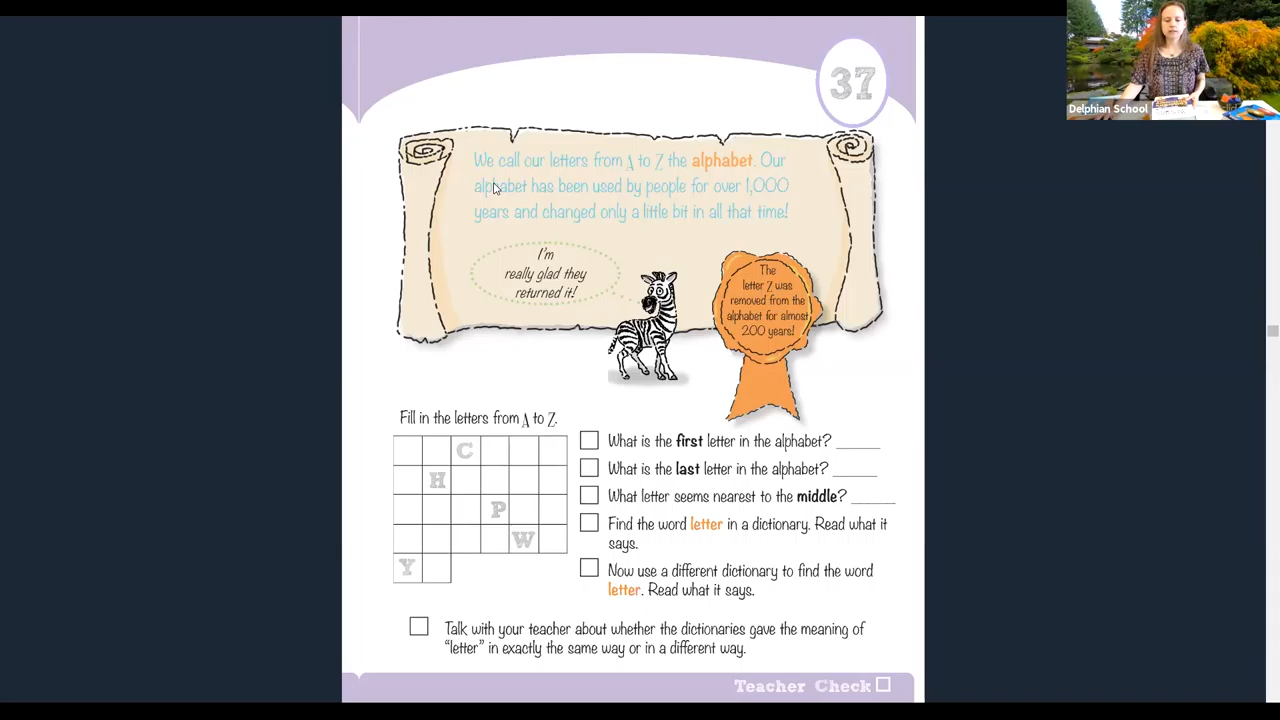 37
Delphian School
We call our letters from A to Z the alphabet. Our
alphabet has been used by people for over 1,000
years and changed only a little bit in all that time!
I'm
really glad they
returned it!
The
letter Z was
removed from the
alphabet for almost
200 years!
Fill in the letters from A to Z.
C
H
P
W
Y
What is the first letter in the alphabet? ______
What is the last letter in the alphabet? ______
What letter seems nearest to the middle? ______
Find the word letter in a dictionary. Read what it
says.
Now use a different dictionary to find the word
letter. Read what it says.
Talk with your teacher about whether the dictionaries gave the meaning of
"letter" in exactly the same way or in a different way.
Teacher Check